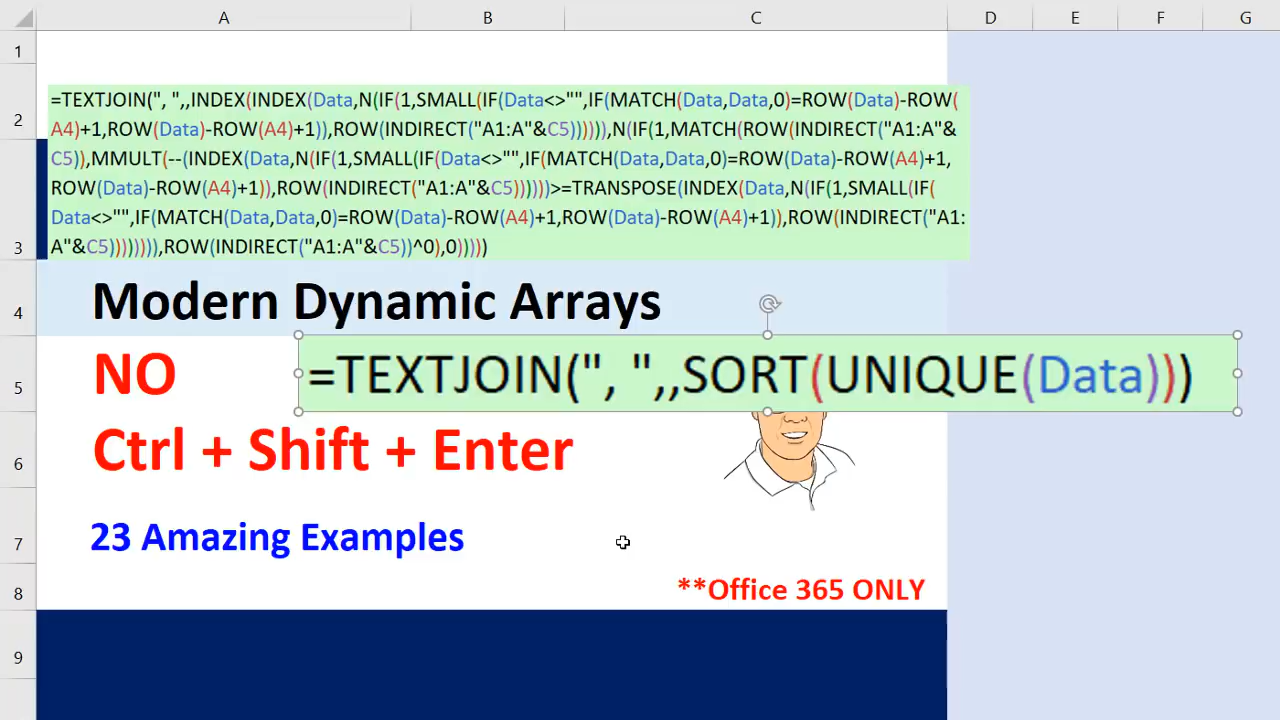 A B C D E F G
1
2
=TEXTJOIN(", ",,INDEX(INDEX(Data,N(IF(1,SMALL(IF(Data<>"",IF(MATCH(Data,Data,0)=ROW(Data)-ROW(
A4)+1,ROW(Data)-ROW(A4)+1)),ROW(INDIRECT("A1:A"&C5)))))),N(IF(1,MATCH(ROW(INDIRECT("A1:A"&
C5)),MMULT(--(INDEX(Data,N(IF(1,SMALL(IF(Data<>"",IF(MATCH(Data,Data,0)=ROW(Data)-ROW(A4)+1,
ROW(Data)-ROW(A4)+1)),ROW(INDIRECT("A1:A"&C5))))))>=TRANSPOSE(INDEX(Data,N(IF(1,SMALL(IF(
Data<>"",IF(MATCH(Data,Data,0)=ROW(Data)-ROW(A4)+1,ROW(Data)-ROW(A4)+1)),ROW(INDIRECT("A1:
A"&C5)))))))),ROW(INDIRECT("A1:A"&C5))^0),0)))))
3
4
Modern Dynamic Arrays
5
NO
=TEXTJOIN(", ",,SORT(UNIQUE(Data)))
6
Ctrl + Shift + Enter
7
23 Amazing Examples
8
**Office 365 ONLY
9